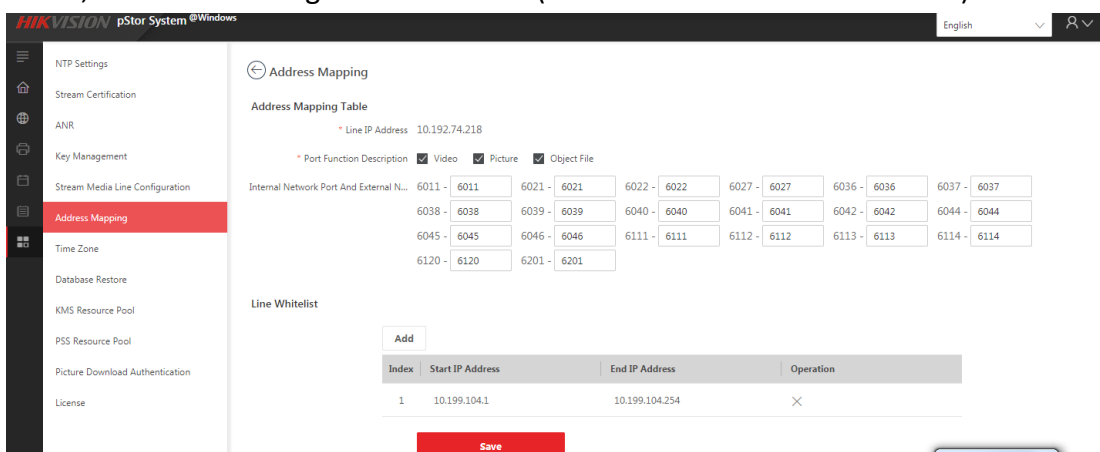 HIKVISION pStor System @Windows
English
NTP Settings
Stream Certification
ANR
Key Management
Stream Media Line Configuration
Address Mapping
Time Zone
Database Restore
KMS Resource Pool
PSS Resource Pool
Picture Download Authentication
License
Address Mapping
Address Mapping Table
* Line IP Address 10.192.74.218
* Port Function Description Video Picture Object File
Internal Network Port And External N... 6011 - 6011 6021 - 6021 6022 - 6022 6027 - 6027 6036 - 6036 6037 - 6037
6038 - 6038 6039 - 6039 6040 - 6040 6041 - 6041 6042 - 6042 6044 - 6044
6045 - 6045 6046 - 6046 6111 - 6111 6112 - 6112 6113 - 6113 6114 - 6114
6120 - 6120 6201 - 6201
Line Whitelist
Add
Index Start IP Address End IP Address Operation
1 10.199.104.1 10.199.104.254
Save